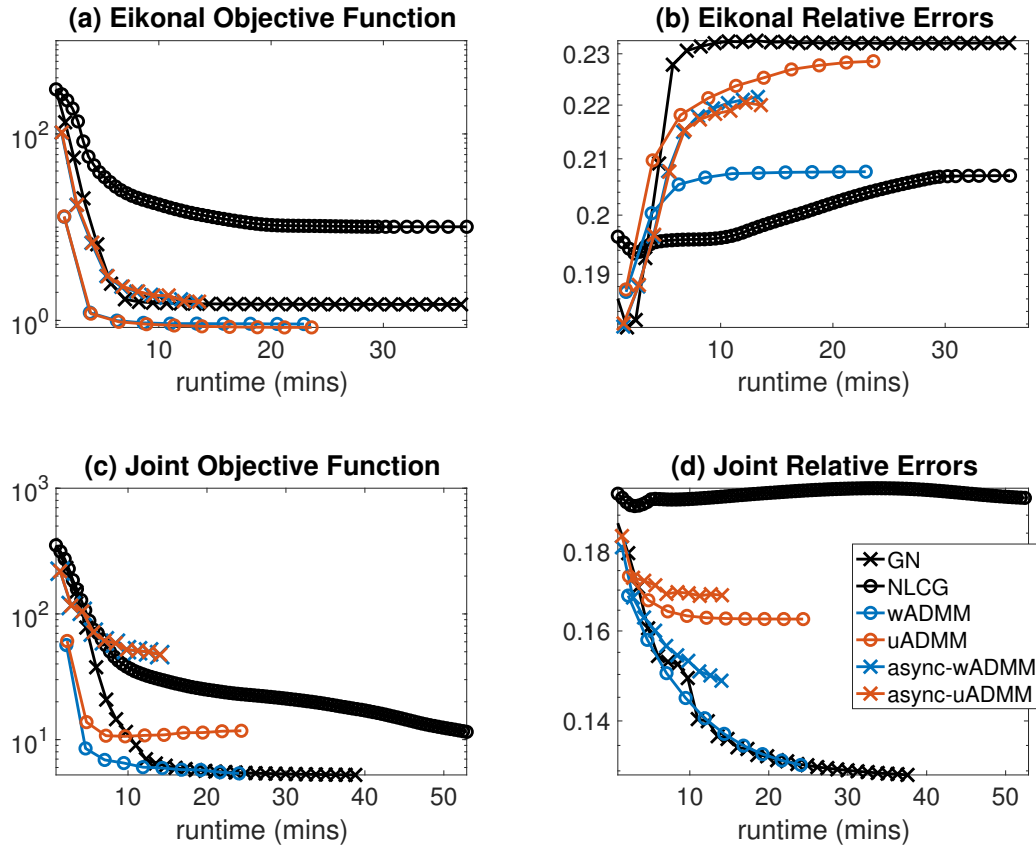 (a) Eikonal Objective Function
10^2
10^0
10 20 30
runtime (mins)
(b) Eikonal Relative Errors
0.23
0.22
0.21
0.2
0.19
10 20 30
runtime (mins)
(c) Joint Objective Function
10^3
10^2
10^1
10 20 30 40 50
runtime (mins)
(d) Joint Relative Errors
0.18
0.16
0.14
10 20 30 40 50
runtime (mins)
GN
NLCG
wADMM
uADMM
async-wADMM
async-uADMM